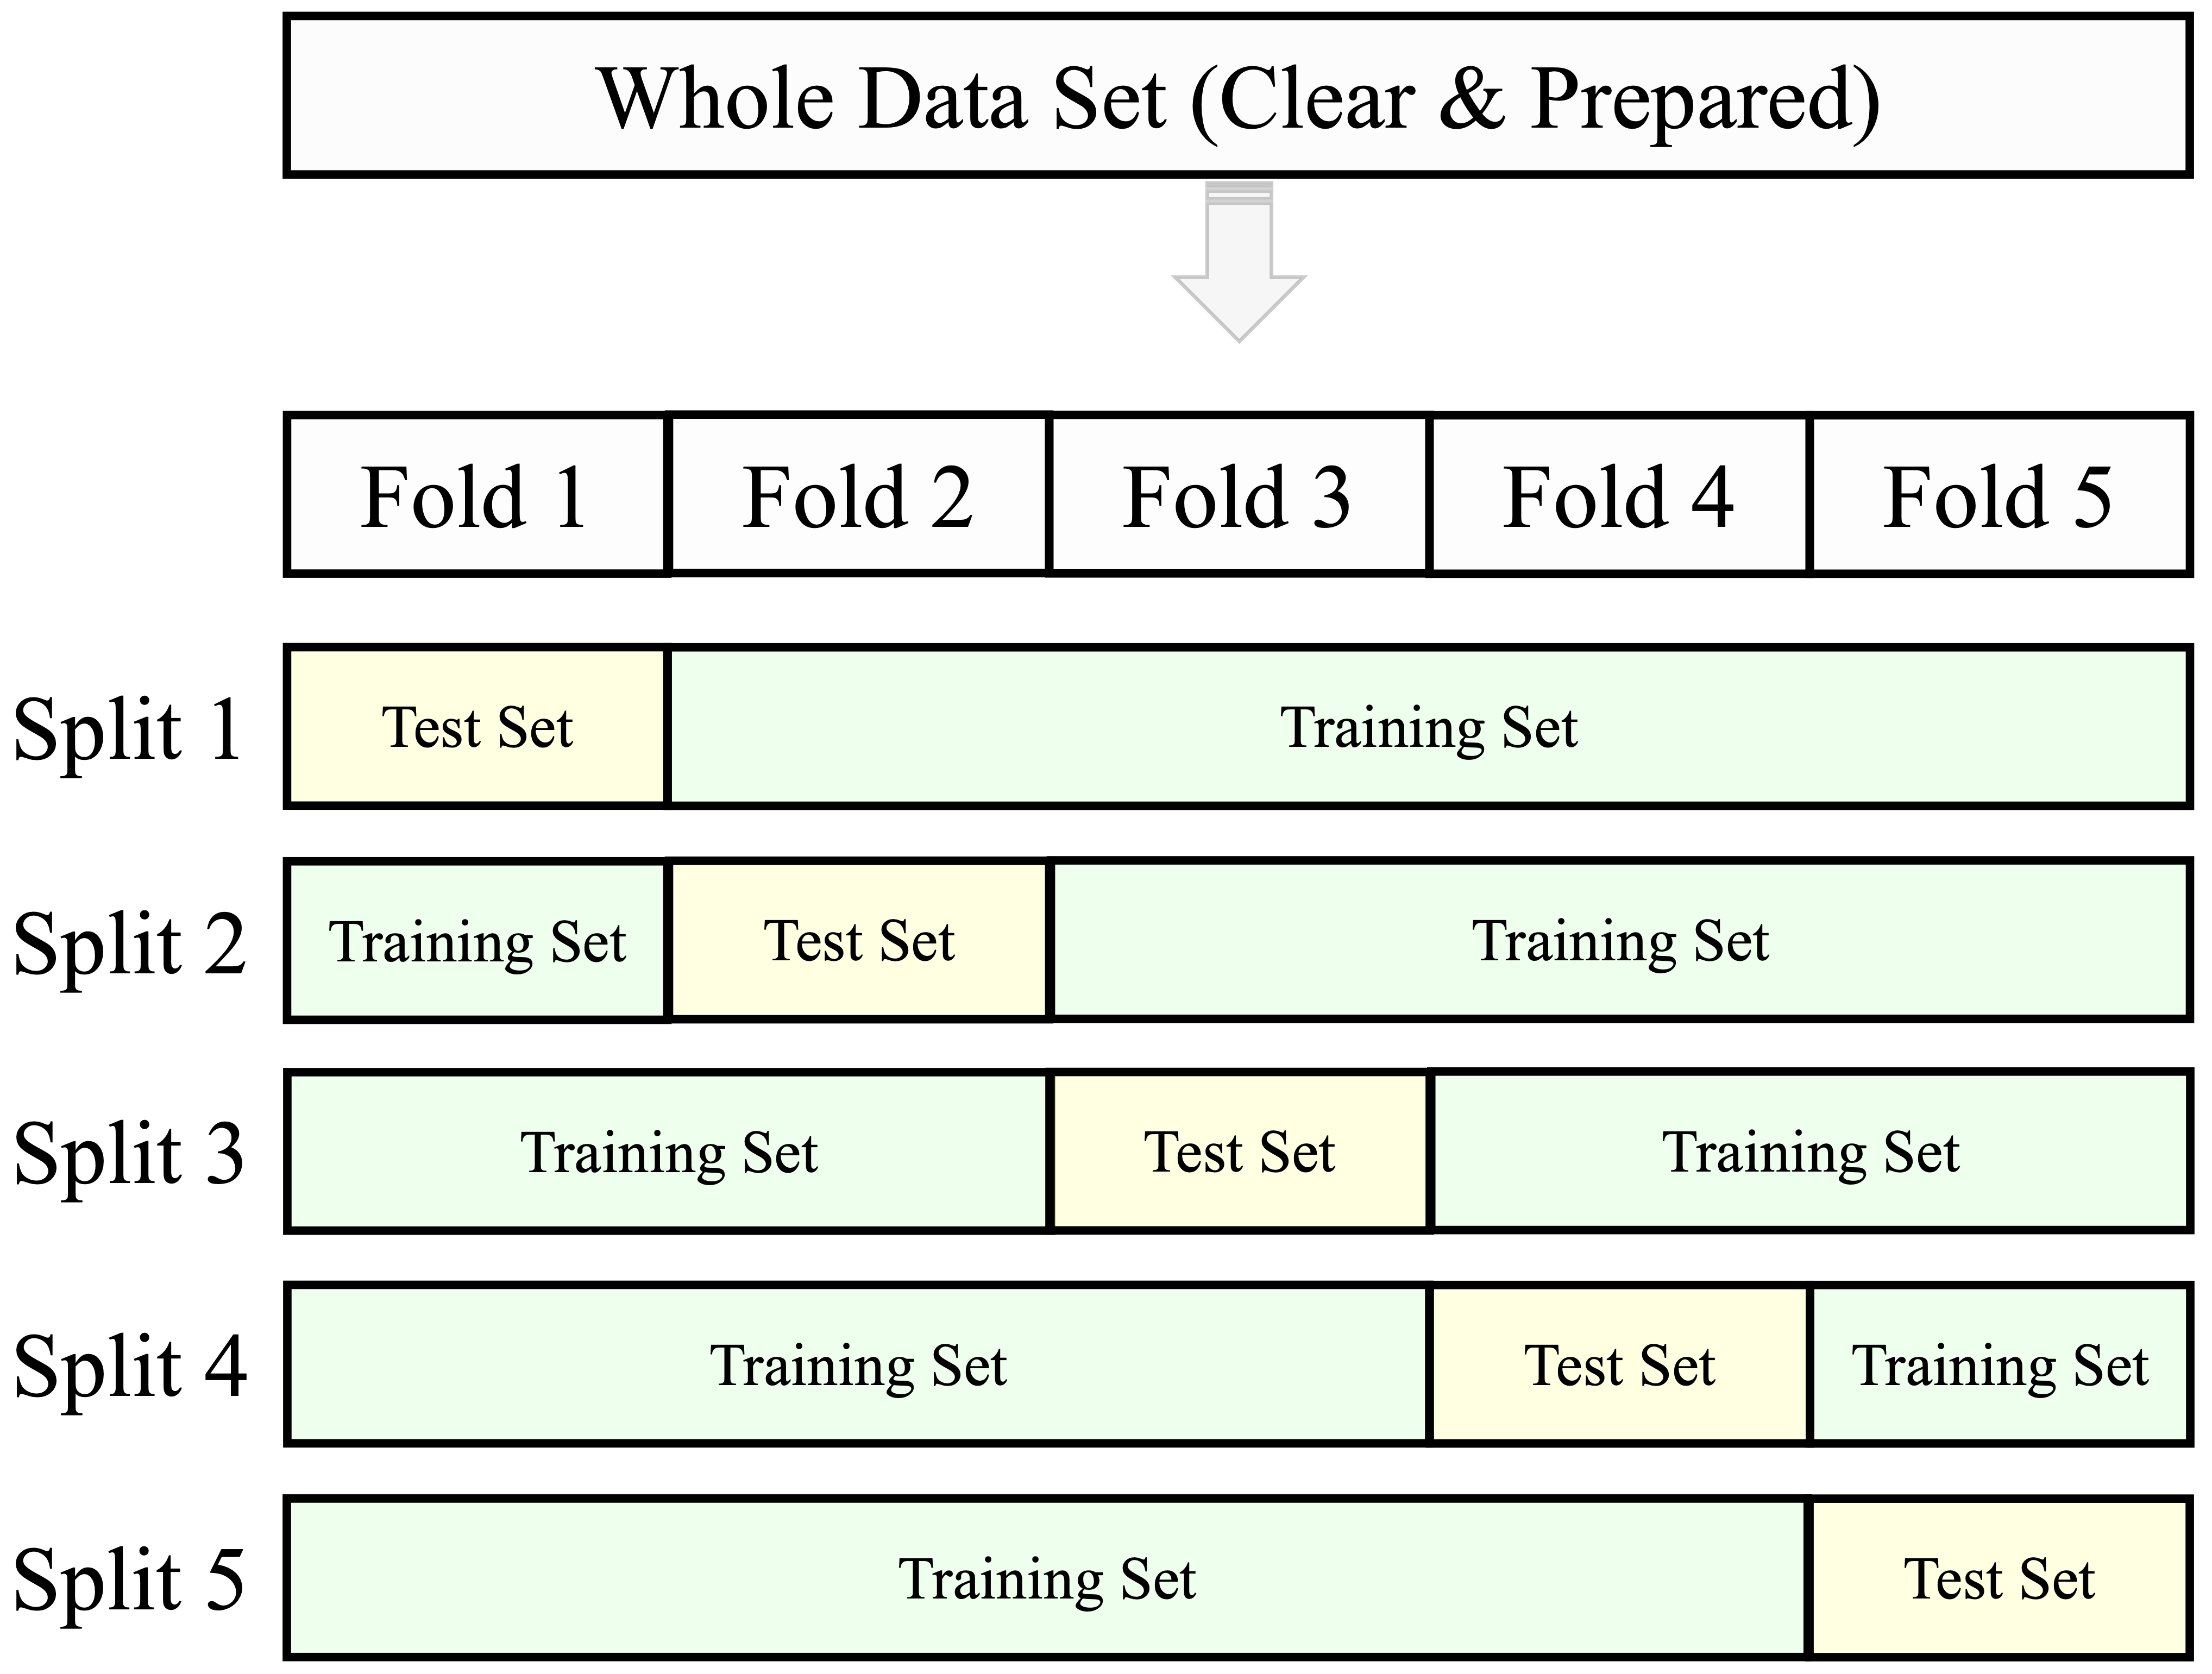 Whole Data Set (Clear & Prepared)
Fold 1 Fold 2 Fold 3 Fold 4 Fold 5
Split 1 Test Set Training Set
Split 2 Training Set Test Set Training Set
Split 3 Training Set Test Set Training Set
Split 4 Training Set Test Set Training Set
Split 5 Training Set Test Set